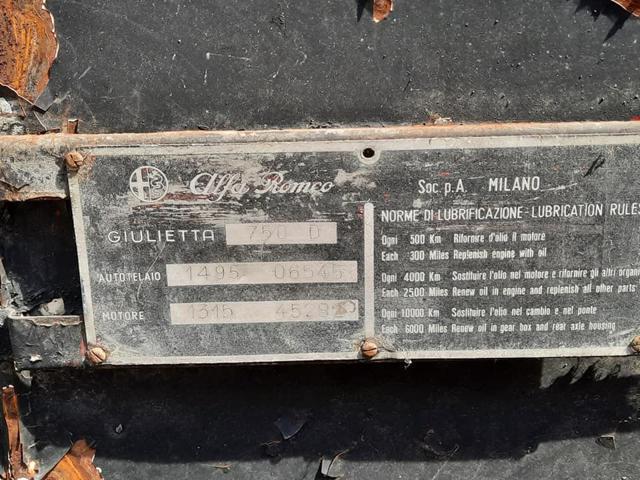 Alfa Romeo
GIULIETTA 750 D
AUTOTELAIO 1495 06545
MOTORE 1315
Soc. p.A. MILANO
NORME DI LUBRIFICAZIONE - LUBRICATION RULES
Ogni 500 Km Rifornire d'olio il motore
Each 300 Miles Replenish engine with oil
Ogni 4000 Km Sostituire l'olio nel motore e rifornire gli altri organi
Each 2500 Miles Renew oil in engine and replenish all other parts
Ogni 10000 Km Sostituire l'olio nel cambio e nel ponte
Each 6000 Miles Renew oil in gear box and rear axle housing